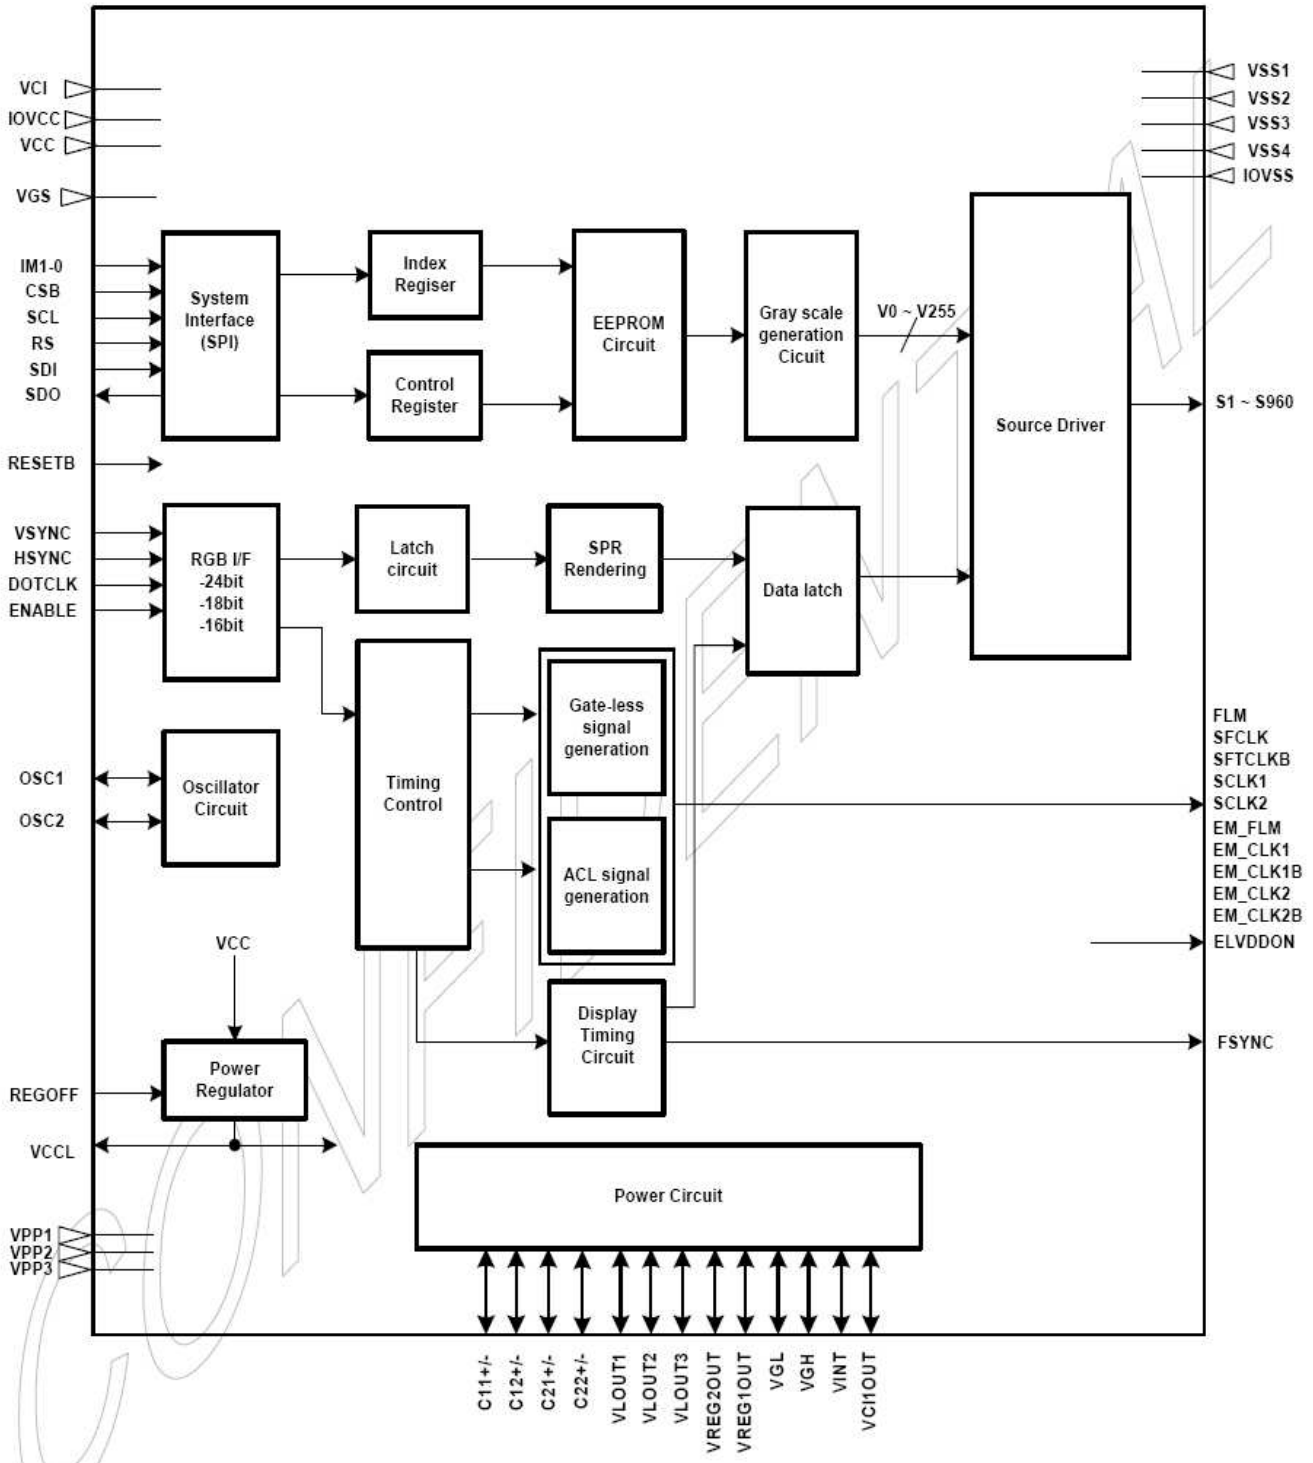 VCI
IOVCC
VCC
VGS
IM1-0
CSB
SCL
RS
SDI
SDO
RESETB
VSYNC
HSYNC
DOTCLK
ENABLE
OSC1
OSC2
REGOFF
VCCL
VPP1
VPP2
VPP3
System
Interface
(SPI)
Index
Regiser
Control
Register
EEPROM
Circuit
Gray scale
generation
Cicuit
V0 ~ V255
Source Driver
VSS1
VSS2
VSS3
VSS4
IOVSS
S1 ~ S960
RGB I/F
-24bit
-18bit
-16bit
Latch
circuit
SPR
Rendering
Data latch
Oscillator
Circuit
Timing
Control
Gate-less
signal
generation
ACL signal
generation
Display
Timing
Circuit
FLM
SFCLK
SFTCLKB
SCLK1
SCLK2
EM_FLM
EM_CLK1
EM_CLK1B
EM_CLK2
EM_CLK2B
ELVDDON
FSYNC
VCC
Power
Regulator
Power Circuit
C11+/-
C12+/-
C21+/-
C22+/-
VLOUT1
VLOUT2
VLOUT3
VREG2OUT
VREG1OUT
VGL
VGH
VINT
VCI1OUT
CONFIDENTIAL